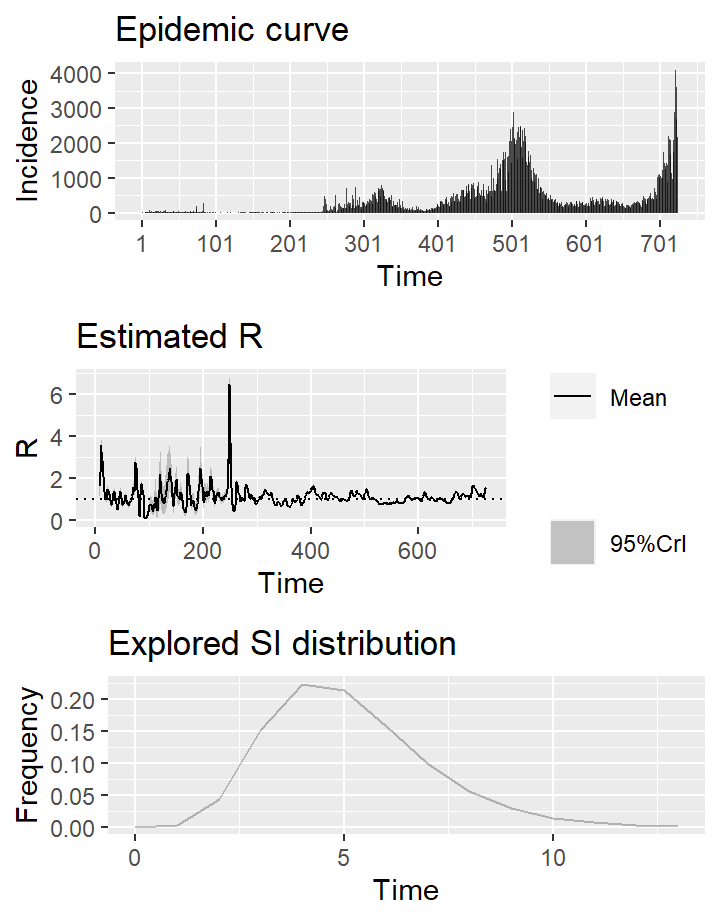 Epidemic curve
4000
3000
2000
1000
0
Incidence
1 101 201 301 401 501 601 701
Time
Estimated R
6
4
2
0
R
0 200 400 600
Time
Mean
95%CrI
Explored SI distribution
0.20
0.15
0.10
0.05
0.00
Frequency
0 5 10
Time